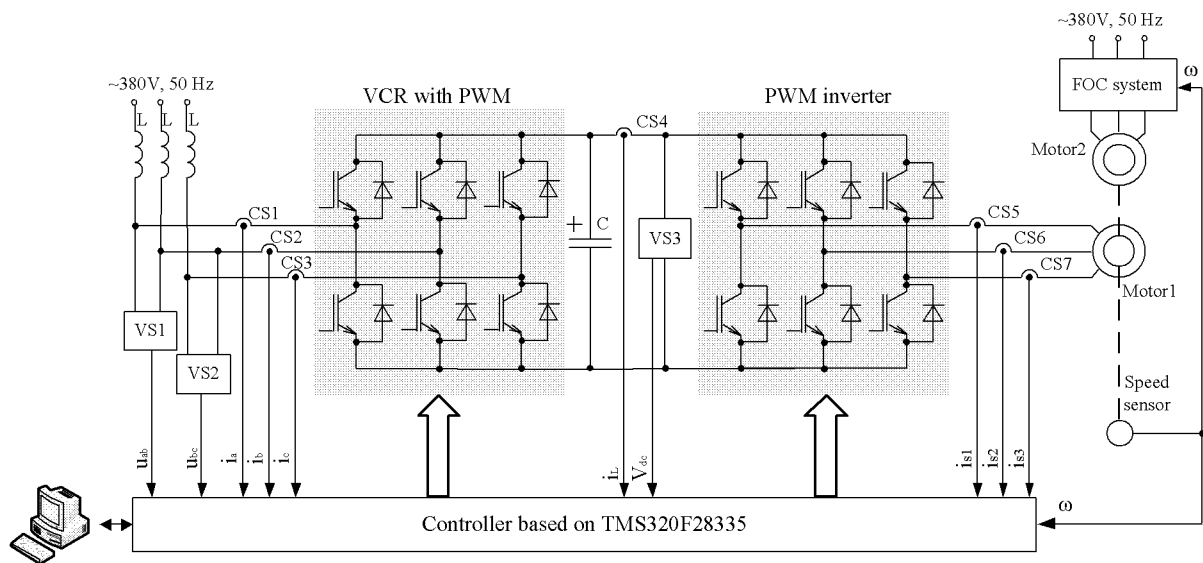 ~380V, 50 Hz
FOC system
ω
Motor2
~380V, 50 Hz
L
L
L
VCR with PWM
PWM inverter
CS4
CS1
CS2
CS3
+
C
VS3
CS5
CS6
CS7
Motor1
VS1
VS2
Speed
sensor
uab
ubc
ia
ib
ic
iL
Vdc
is1
is2
is3
ω
Controller based on TMS320F28335